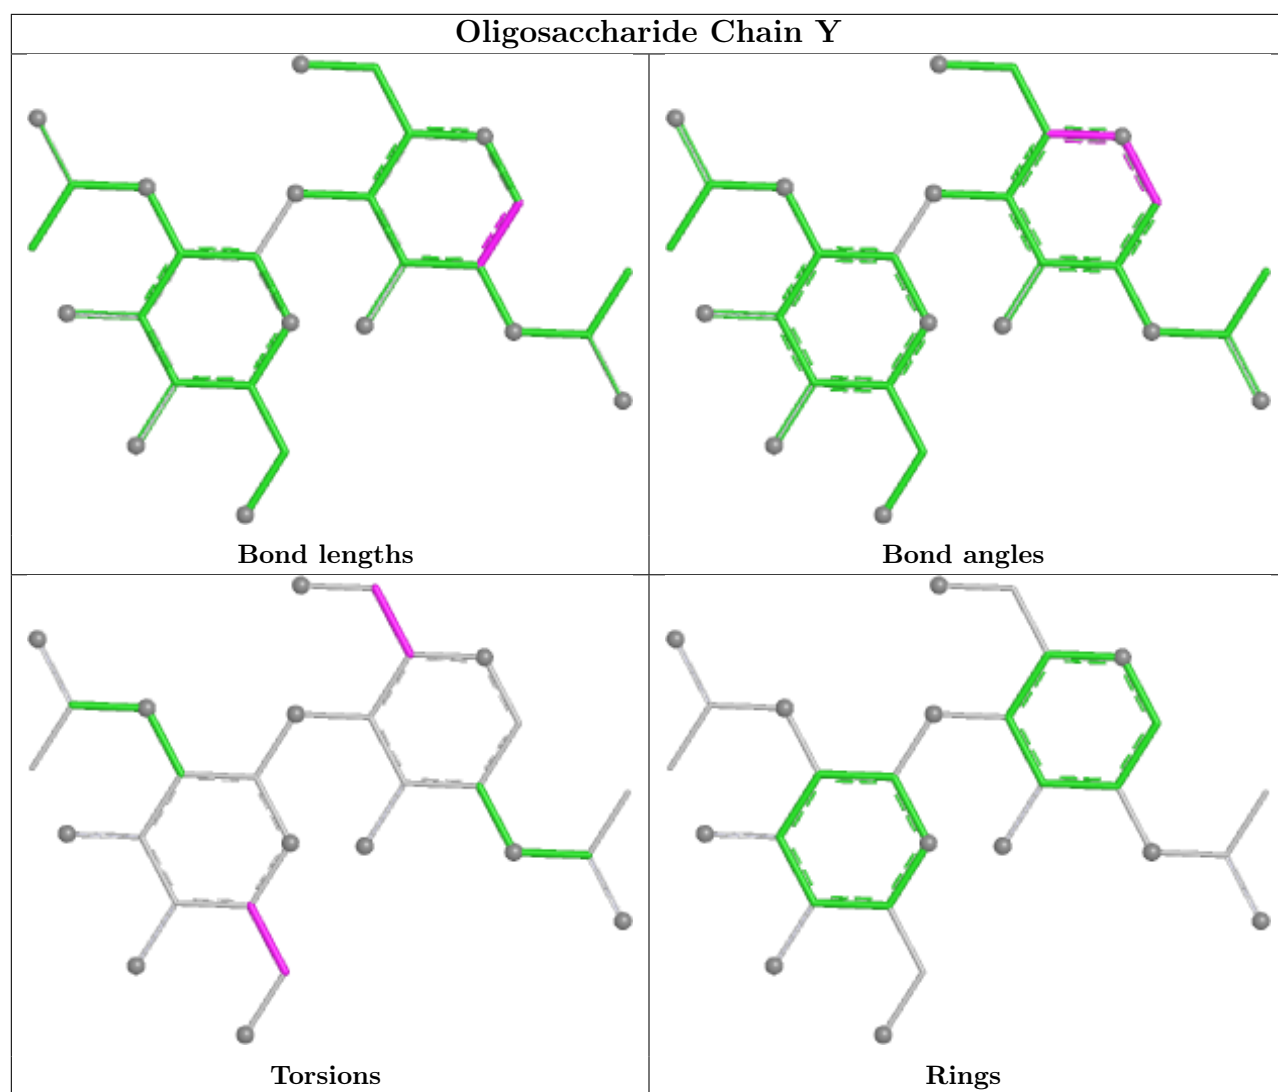 Oligosaccharide Chain Y
Bond lengths
Bond angles
Torsions
Rings